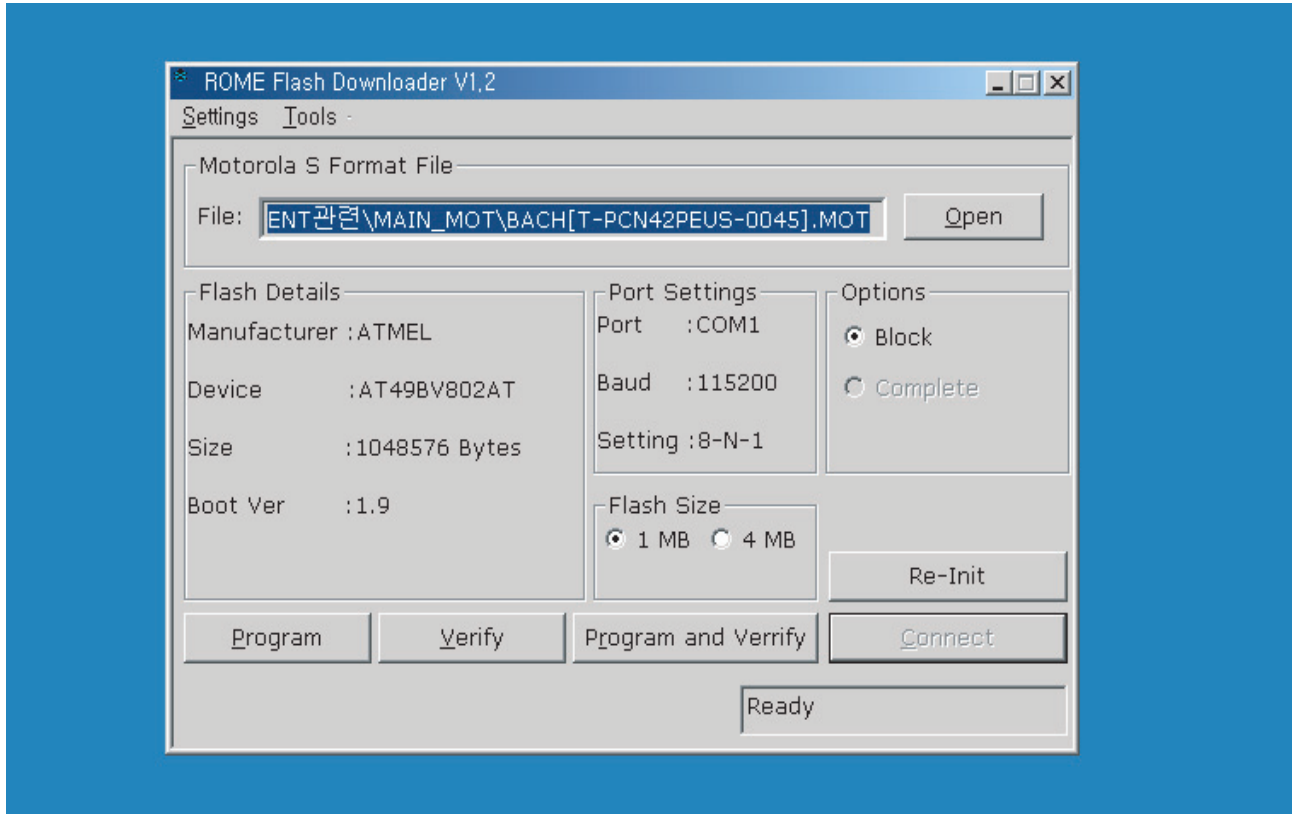 ROME Flash Downloader V1,2
Settings Tools
Motorola S Format File
File: ENT관련\MAIN_MOT\BACH[T-PCN42PEUS-0045].MOT Open
Flash Details
Manufacturer :ATMEL
Device :AT49BV802AT
Size :1048576 Bytes
Boot Ver :1.9
Port Settings
Port :COM1
Baud :115200
Setting :8-N-1
Options
Block
Complete
Flash Size
1 MB 4 MB
Re-Init
Program Verify Program and Verrify Connect
Ready